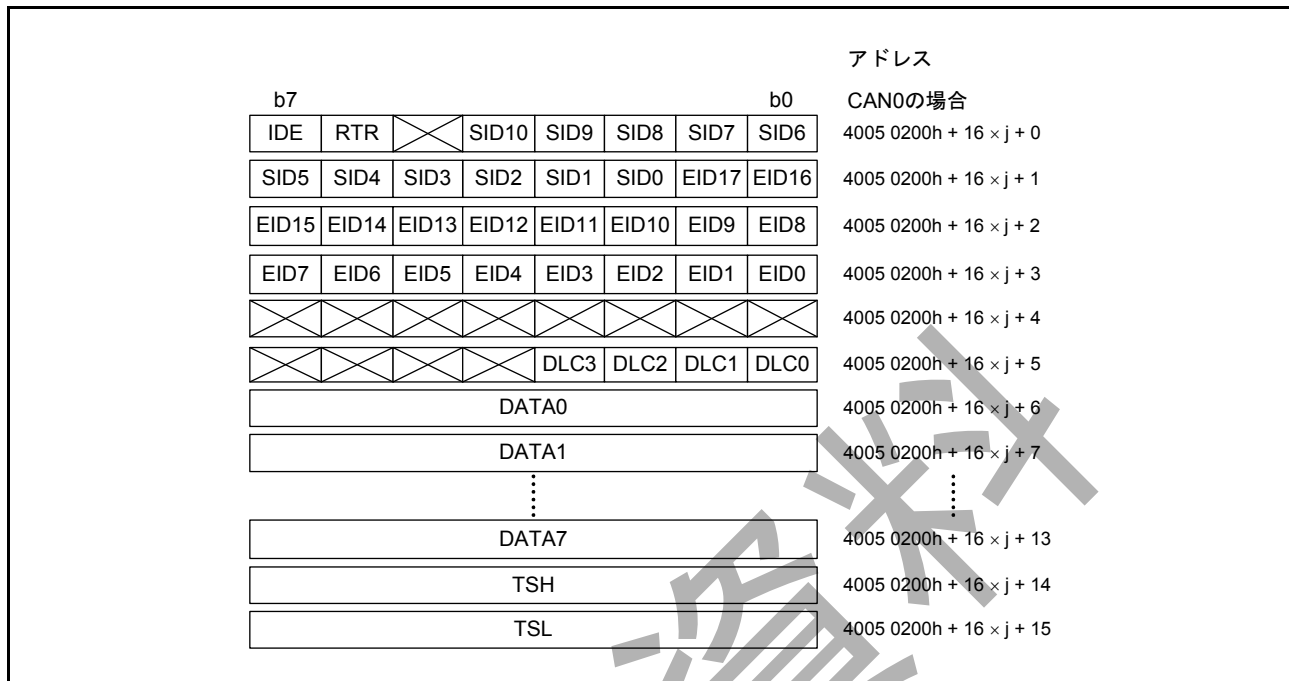 アドレス
b7 b0 CAN0の場合
IDE RTR SID10 SID9 SID8 SID7 SID6 4005 0200h + 16 × j + 0
SID5 SID4 SID3 SID2 SID1 SID0 EID17 EID16 4005 0200h + 16 × j + 1
EID15 EID14 EID13 EID12 EID11 EID10 EID9 EID8 4005 0200h + 16 × j + 2
EID7 EID6 EID5 EID4 EID3 EID2 EID1 EID0 4005 0200h + 16 × j + 3
4005 0200h + 16 × j + 4
DLC3 DLC2 DLC1 DLC0 4005 0200h + 16 × j + 5
DATA0 4005 0200h + 16 × j + 6
DATA1 4005 0200h + 16 × j + 7
DATA7 4005 0200h + 16 × j + 13
TSH 4005 0200h + 16 × j + 14
TSL 4005 0200h + 16 × j + 15
資料